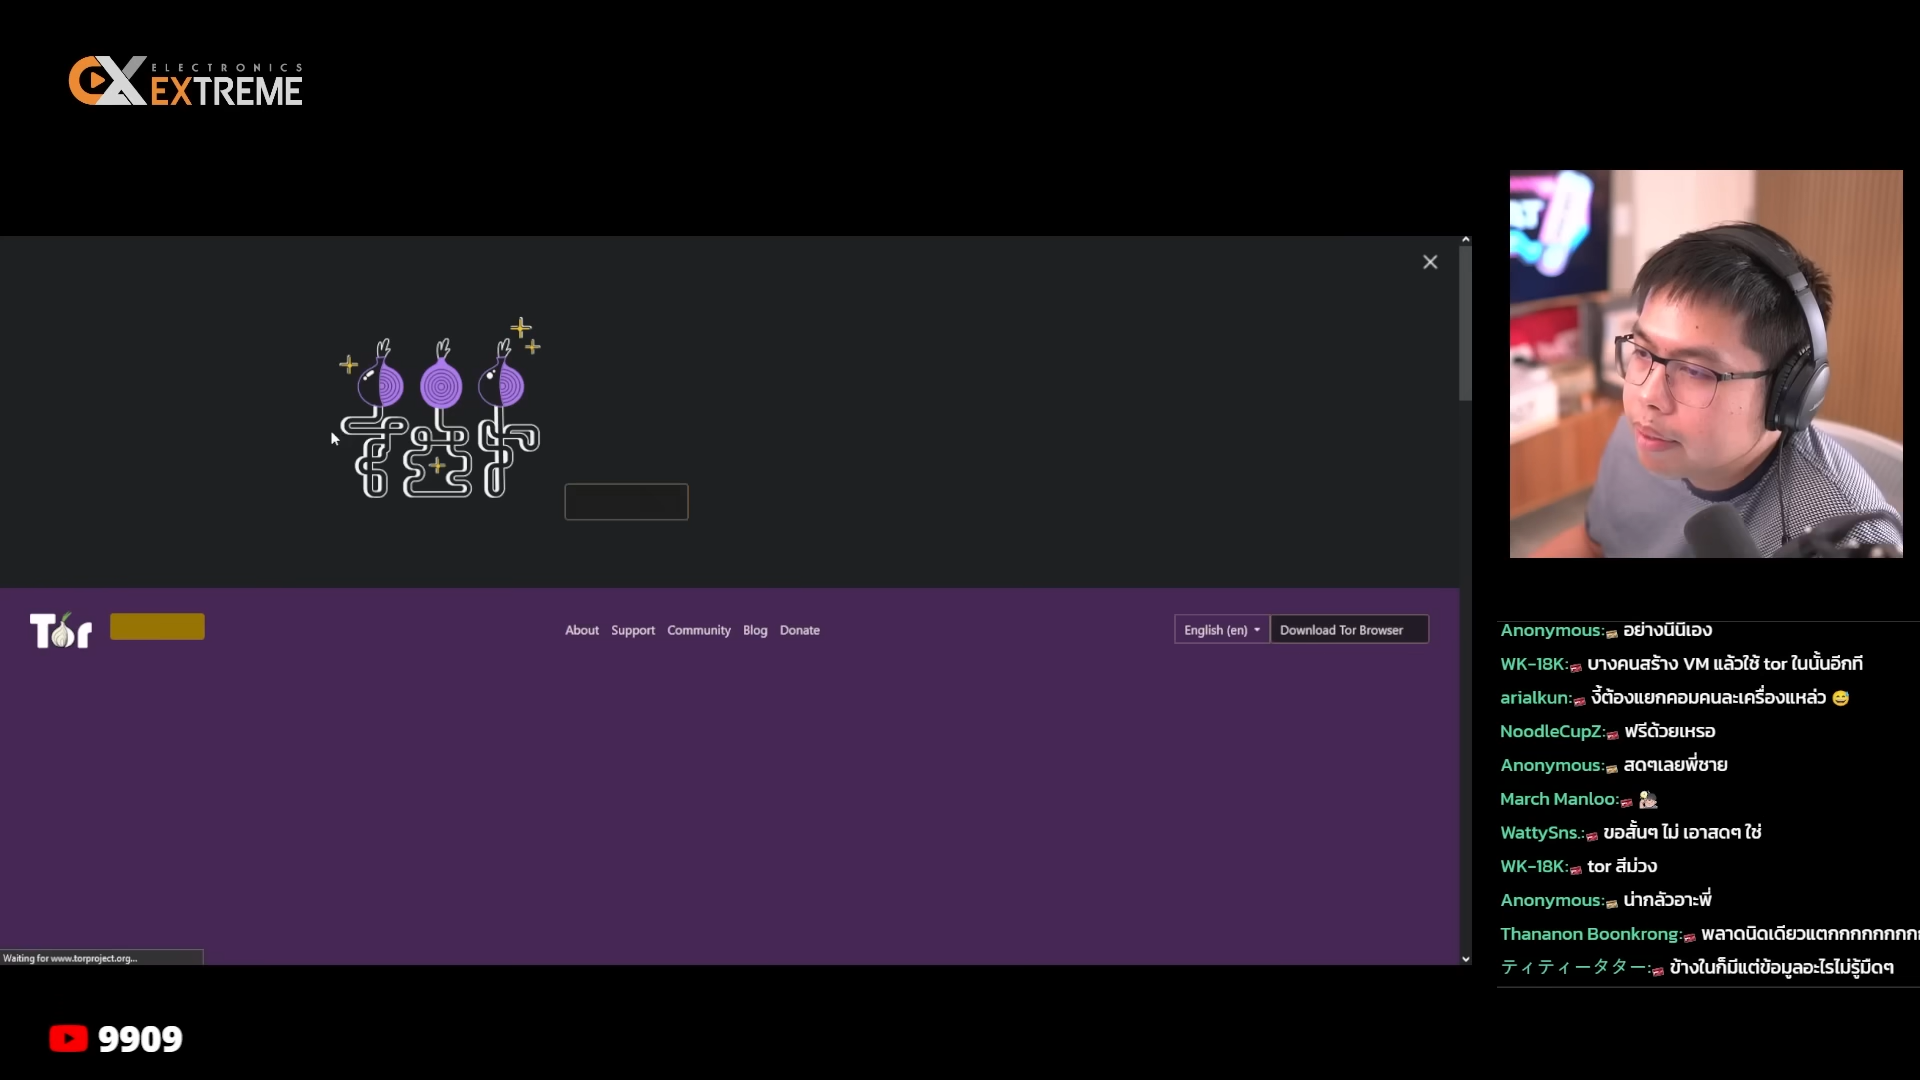 ELECTRONICS
EXTREME
Tor
About Support Community Blog Donate
English (en)
Download Tor Browser
Waiting for www.torproject.org...
Anonymous: อย่างนี้นี่เอง
WK-18K: บางคนสร้าง VM แล้วใช้ tor ในนั้นอีกที
arialkun: งี้ต้องแยกคอมคนละเครื่องแหล่ว 😅
NoodleCupZ: ฟรีด้วยเหรอ
Anonymous: สดๆเลยพี่ชาย
March Manloo:
WattySns.: ขอสั้นๆ ไม่ เอาสดๆ ใช่
WK-18K: tor สีม่วง
Anonymous: น่ากลัวอาะพี่
Thananon Boonkrong: พลาดนิดเดียวแตกกกกกกกกก
ティティータター: ข้างในก็มีแต่ข้อมูลอะไรไม่รู้มืดๆ
9909